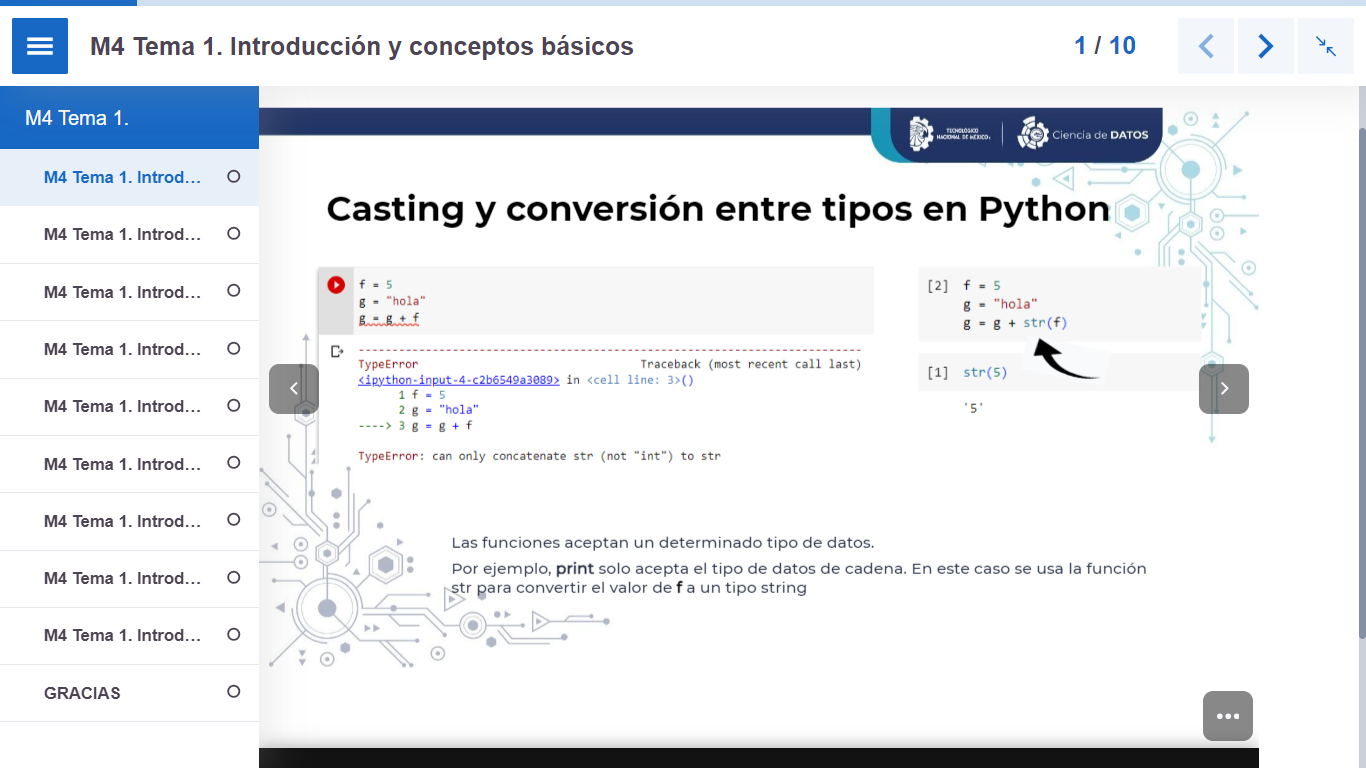 M4 Tema 1. Introducción y conceptos básicos
1 / 10
M4 Tema 1.
M4 Tema 1. Introd...
M4 Tema 1. Introd...
M4 Tema 1. Introd...
M4 Tema 1. Introd...
M4 Tema 1. Introd...
M4 Tema 1. Introd...
M4 Tema 1. Introd...
M4 Tema 1. Introd...
M4 Tema 1. Introd...
GRACIAS
TECNOLÓGICO
NACIONAL DE MÉXICO
Ciencia de DATOS
Casting y conversión entre tipos en Python
f = 5
g = "hola"
g = g + f
--------------------------------------------------------------------------
TypeError Traceback (most recent call last)
<ipython-input-4-c2b6549a3089> in <cell line: 3>()
1 f = 5
2 g = "hola"
----> 3 g = g + f
TypeError: can only concatenate str (not "int") to str
[2] f = 5
g = "hola"
g = g + str(f)
[1] str(5)
'5'
Las funciones aceptan un determinado tipo de datos.
Por ejemplo, print solo acepta el tipo de datos de cadena. En este caso se usa la función
str para convertir el valor de f a un tipo string